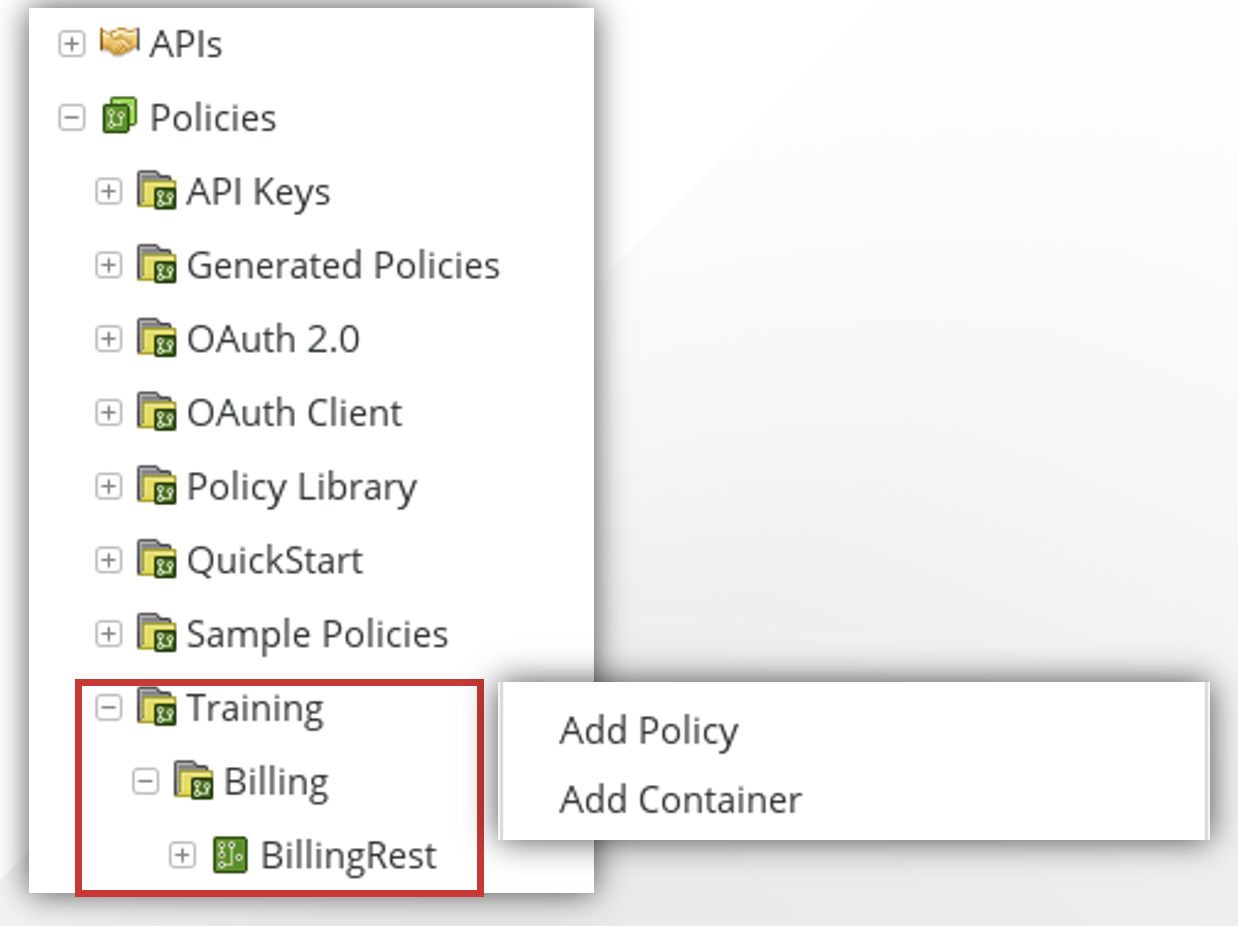 APIs
Policies
API Keys
Generated Policies
OAuth 2.0
OAuth Client
Policy Library
QuickStart
Sample Policies
Training
Billing
BillingRest
Add Policy
Add Container